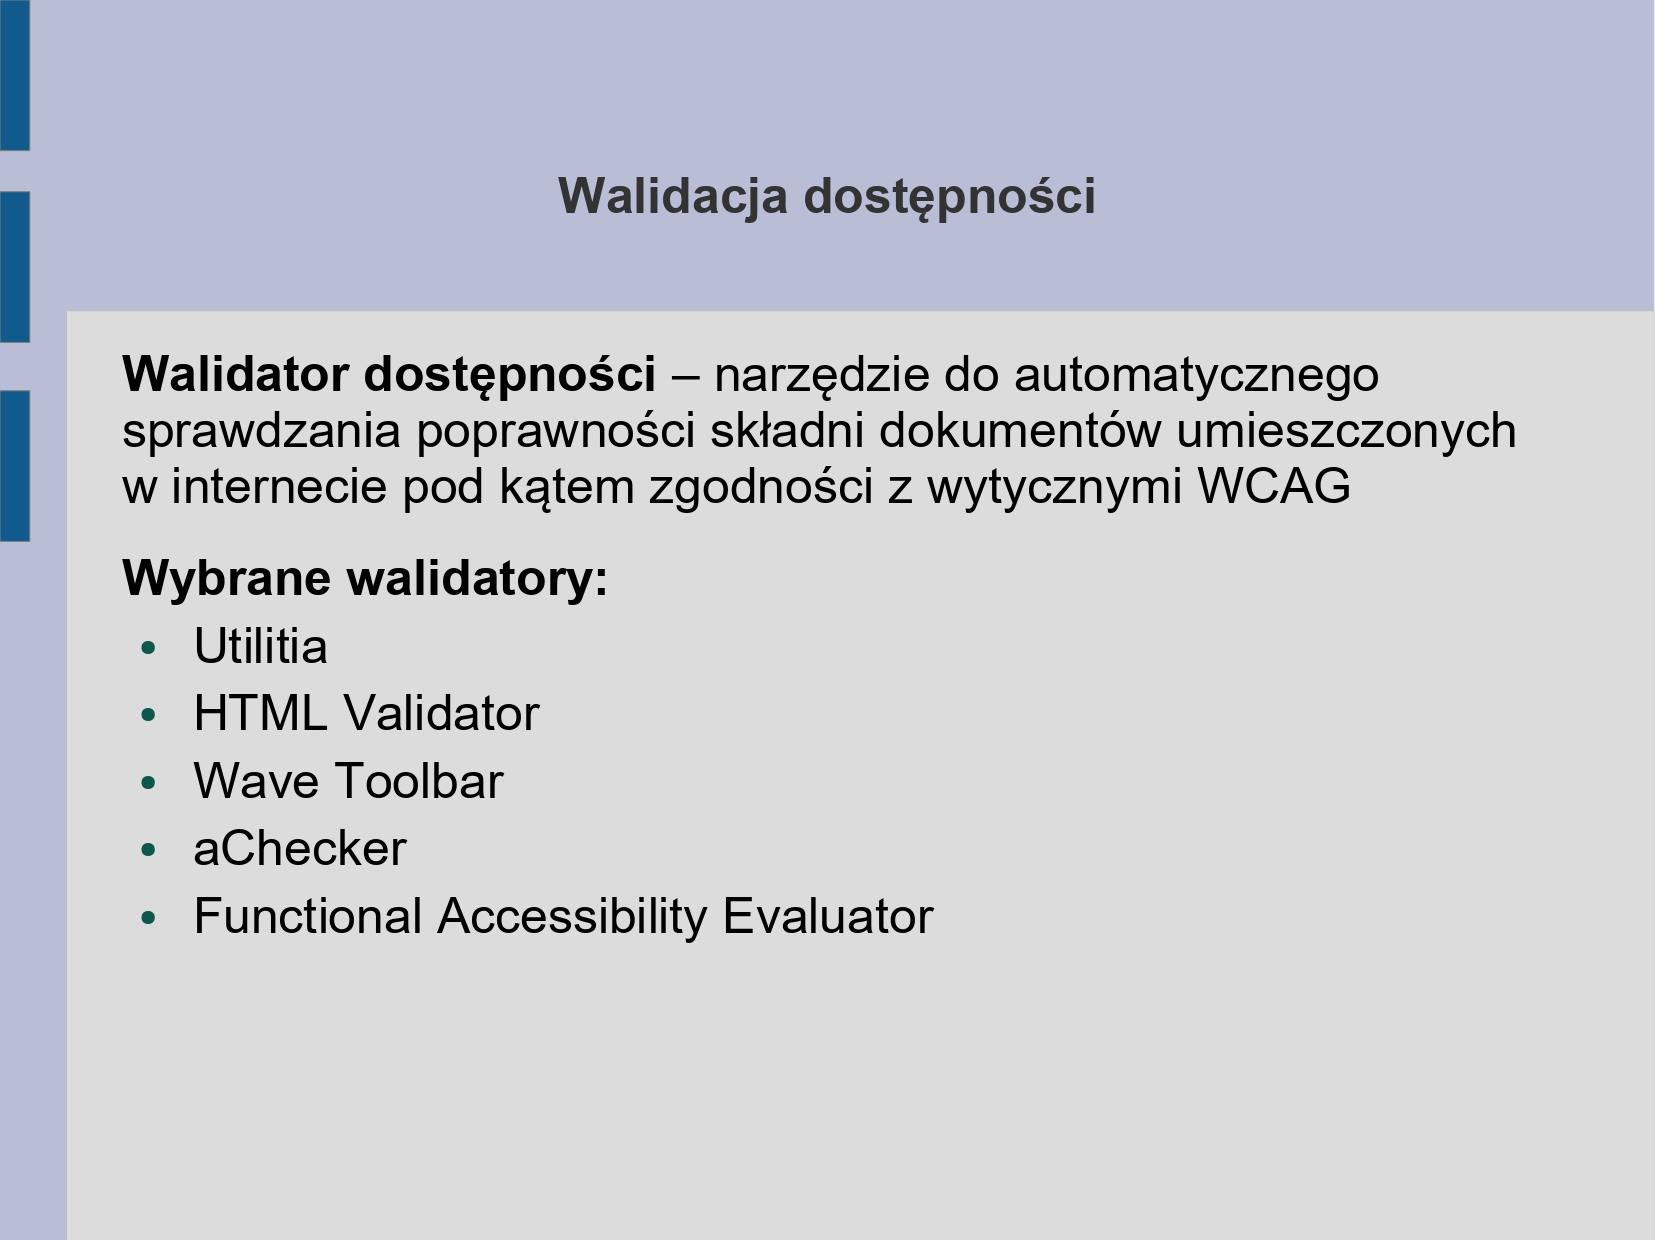 Walidacja dostępności
Walidator dostępności – narzędzie do automatycznego
sprawdzania poprawności składni dokumentów umieszczonych
w internecie pod kątem zgodności z wytycznymi WCAG
Wybrane walidatory:
• Utilitia
• HTML Validator
• Wave Toolbar
• aChecker
• Functional Accessibility Evaluator